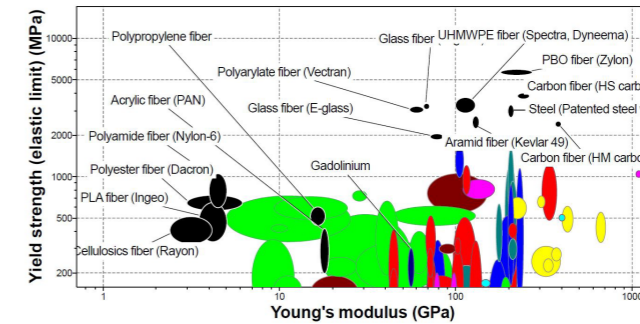 Polypropylene fiber
Glass fiber
UHMWPE fiber (Spectra, Dyneema)
PBO fiber (Zylon)
Polyarylate fiber (Vectran)
Carbon fiber (HS carb
Acrylic fiber (PAN)
Glass fiber (E-glass)
Steel (Patented steel
Polyamide fiber (Nylon-6)
Aramid fiber (Kevlar 49)
Gadolinium
Carbon fiber (HM carbo
Polyester fiber (Dacron)
PLA fiber (Ingeo)
Cellulosics fiber (Rayon)
Yield strength (elastic limit) (MPa)
10000
5000
2000
1000
500
200
1
10
100
1000
Young's modulus (GPa)